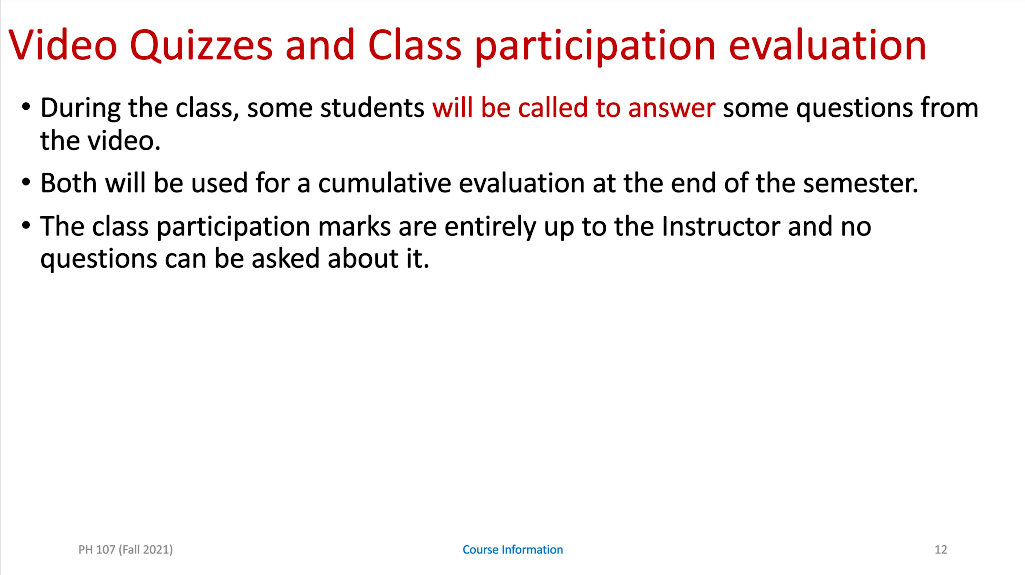 Video Quizzes and Class participation evaluation
• During the class, some students will be called to answer some questions from
the video.
• Both will be used for a cumulative evaluation at the end of the semester.
• The class participation marks are entirely up to the Instructor and no
questions can be asked about it.
PH 107 (Fall 2021)
Course Information
12